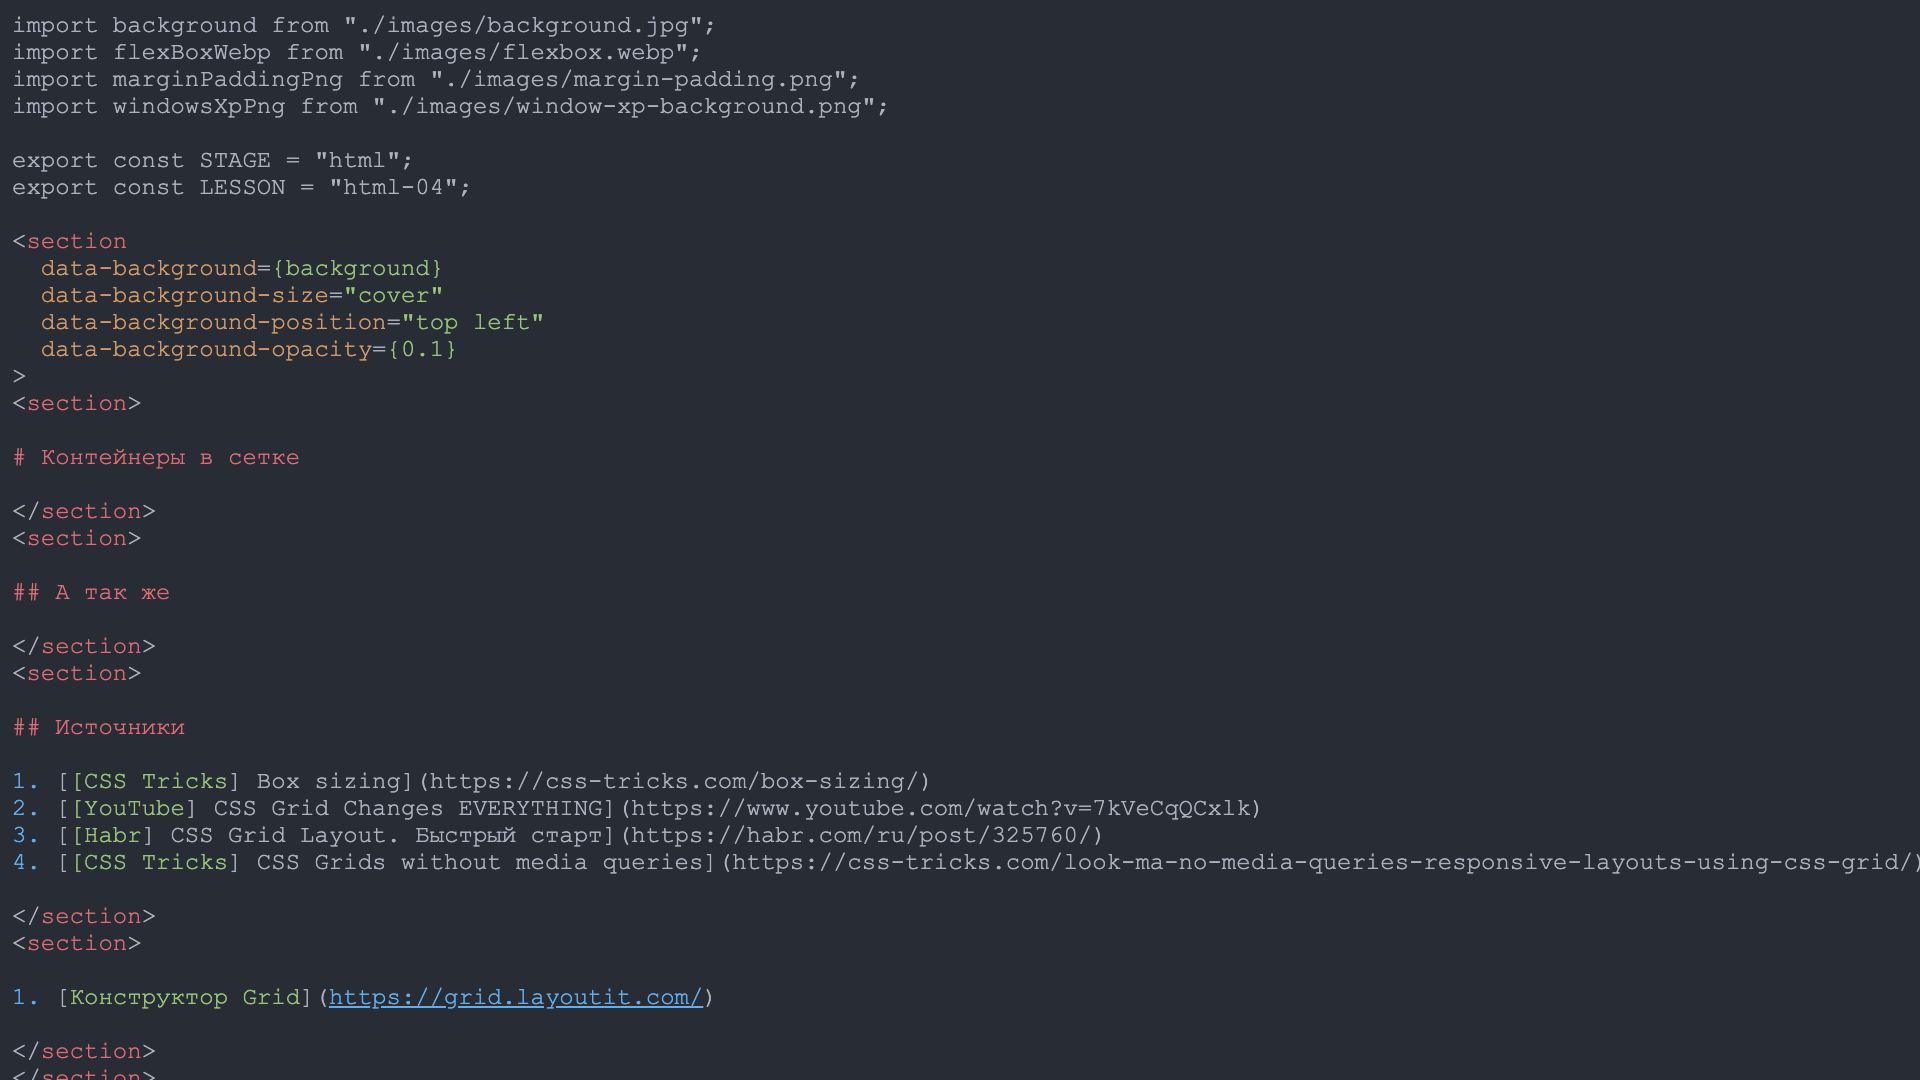 import background from "./images/background.jpg";
import flexBoxWebp from "./images/flexbox.webp";
import marginPaddingPng from "./images/margin-padding.png";
import windowsXpPng from "./images/window-xp-background.png";
export const STAGE = "html";
export const LESSON = "html-04";
<section
  data-background={background}
  data-background-size="cover"
  data-background-position="top left"
  data-background-opacity={0.1}
>
<section>
# Контейнеры в сетке
</section>
<section>
## А так же
</section>
<section>
## Источники
1. [[CSS Tricks] Box sizing](https://css-tricks.com/box-sizing/)
2. [[YouTube] CSS Grid Changes EVERYTHING](https://www.youtube.com/watch?v=7kVeCqQCxlk)
3. [[Habr] CSS Grid Layout. Быстрый старт](https://habr.com/ru/post/325760/)
4. [[CSS Tricks] CSS Grids without media queries](https://css-tricks.com/look-ma-no-media-queries-responsive-layouts-using-css-grid/)
</section>
<section>
1. [Конструктор Grid](https://grid.layoutit.com/)
</section>
</section>